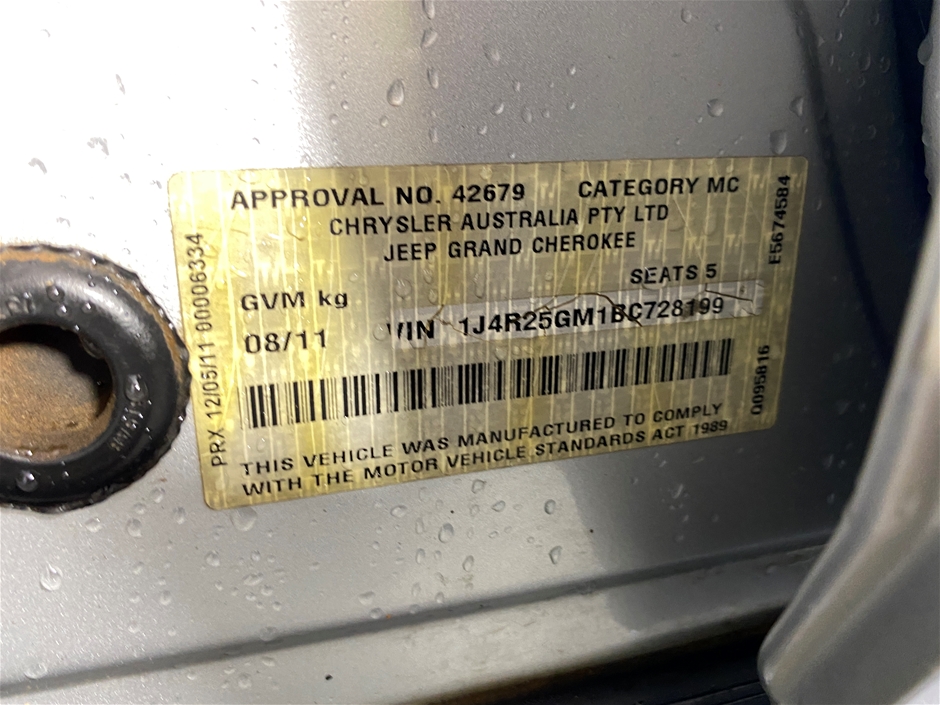 APPROVAL NO. 42679 CATEGORY MC
CHRYSLER AUSTRALIA PTY LTD
JEEP GRAND CHEROKEE
SEATS 5
GVM kg
08/11 VIN 1J4R25GM1BC728199
THIS VEHICLE WAS MANUFACTURED TO COMPLY
WITH THE MOTOR VEHICLE STANDARDS ACT 1989
PRX 12/05/11 00006334
E5674584
Q095816